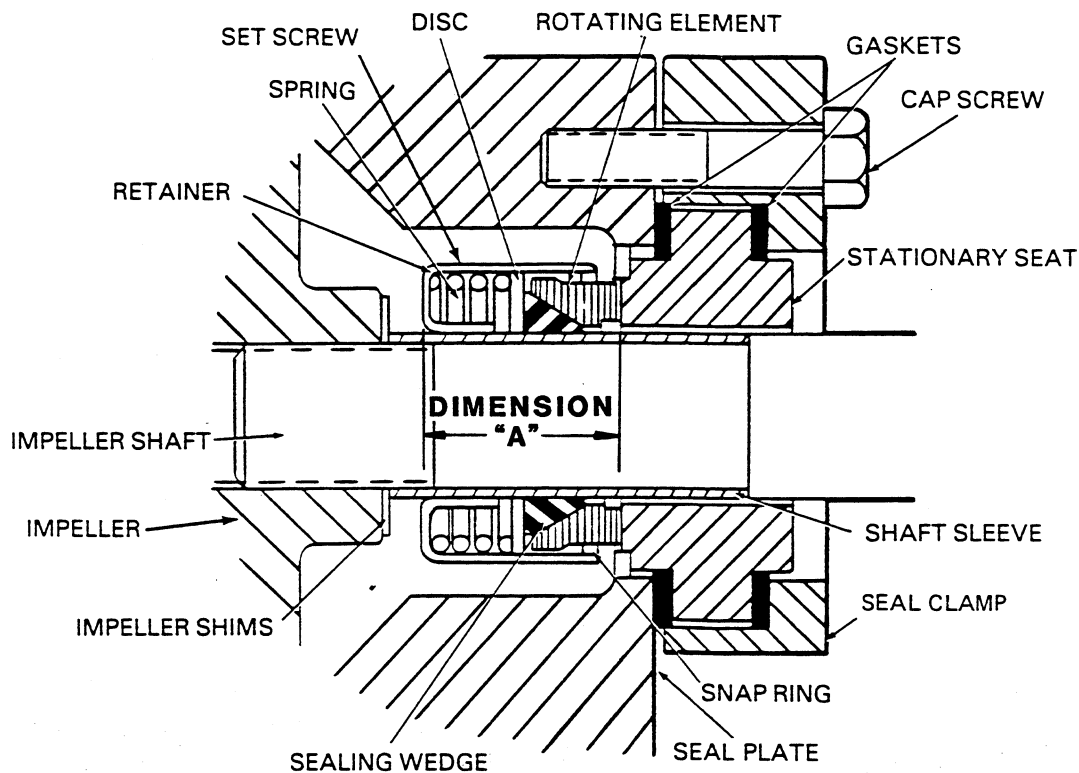 DISC
ROTATING ELEMENT
SET SCREW
GASKETS
SPRING
CAP SCREW
RETAINER
STATIONARY SEAT
DIMENSION
“A”
IMPELLER SHAFT
IMPELLER
SHAFT SLEEVE
SEAL CLAMP
IMPELLER SHIMS
SNAP RING
SEALING WEDGE
SEAL PLATE